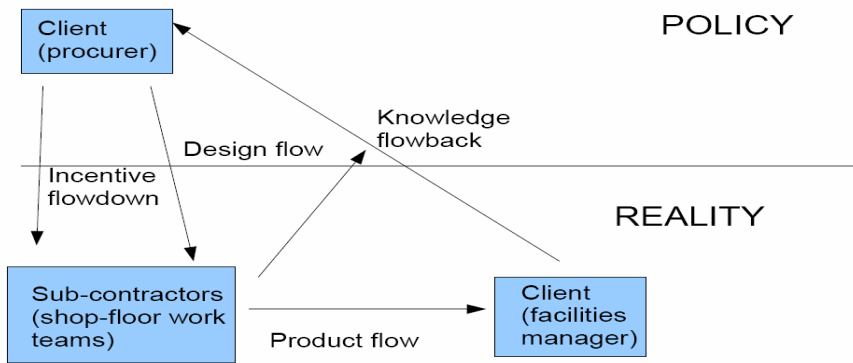 Client
(procurer)
POLICY
Knowledge
flowback
Design flow
Incentive
flowdown
REALITY
Sub-contractors
(shop-floor work
teams)
Product flow
Client
(facilities
manager)